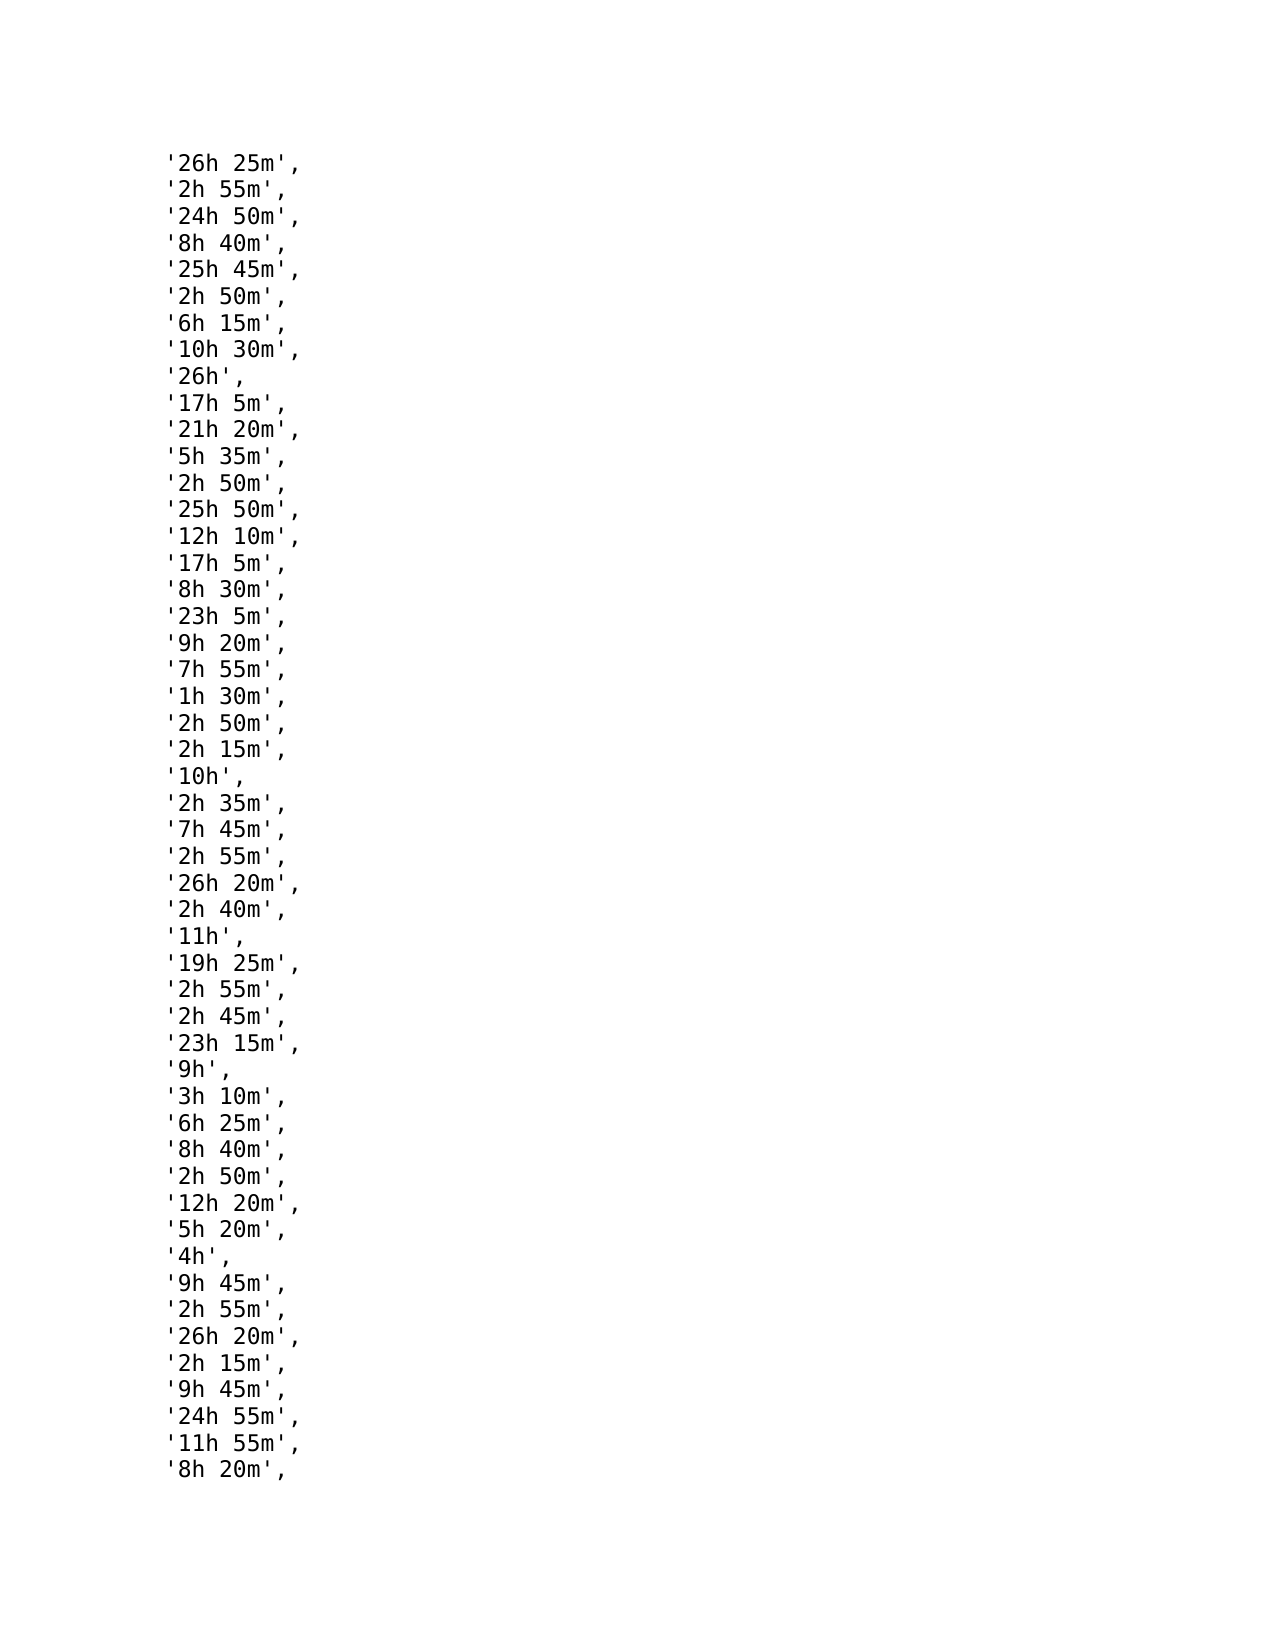 '26h 25m',
'2h 55m',
'24h 50m',
'8h 40m',
'25h 45m',
'2h 50m',
'6h 15m',
'10h 30m',
'26h',
'17h 5m',
'21h 20m',
'5h 35m',
'2h 50m',
'25h 50m',
'12h 10m',
'17h 5m',
'8h 30m',
'23h 5m',
'9h 20m',
'7h 55m',
'1h 30m',
'2h 50m',
'2h 15m',
'10h',
'2h 35m',
'7h 45m',
'2h 55m',
'26h 20m',
'2h 40m',
'11h',
'19h 25m',
'2h 55m',
'2h 45m',
'23h 15m',
'9h',
'3h 10m',
'6h 25m',
'8h 40m',
'2h 50m',
'12h 20m',
'5h 20m',
'4h',
'9h 45m',
'2h 55m',
'26h 20m',
'2h 15m',
'9h 45m',
'24h 55m',
'11h 55m',
'8h 20m',